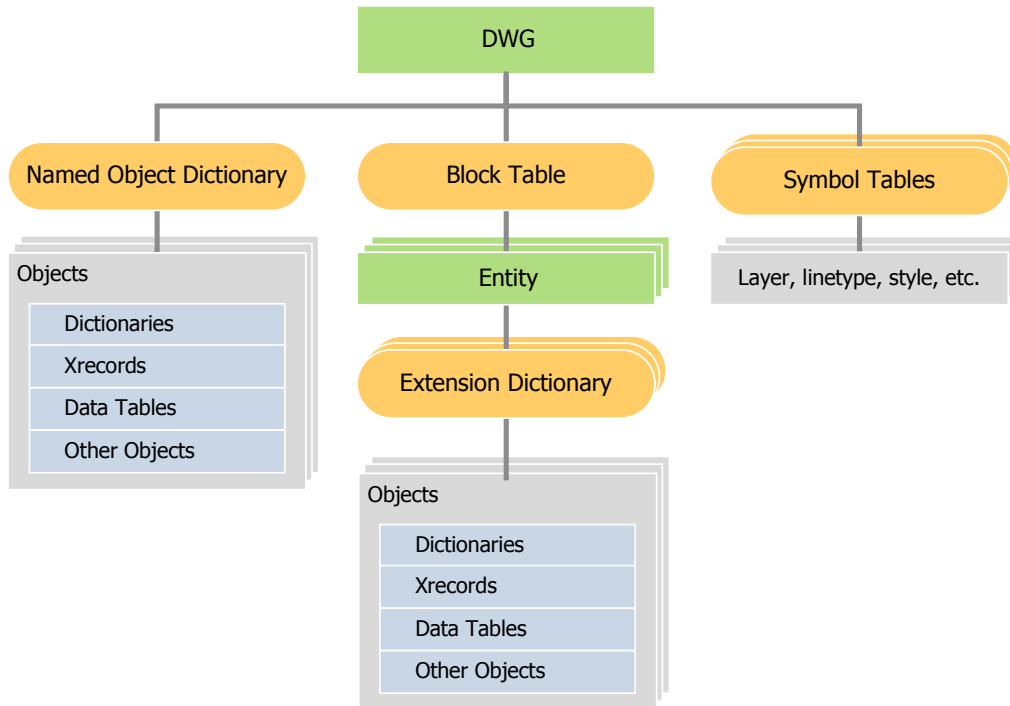 DWG
Named Object Dictionary
Block Table
Symbol Tables
Objects
Dictionaries
Xrecords
Data Tables
Other Objects
Entity
Layer, linetype, style, etc.
Extension Dictionary
Objects
Dictionaries
Xrecords
Data Tables
Other Objects